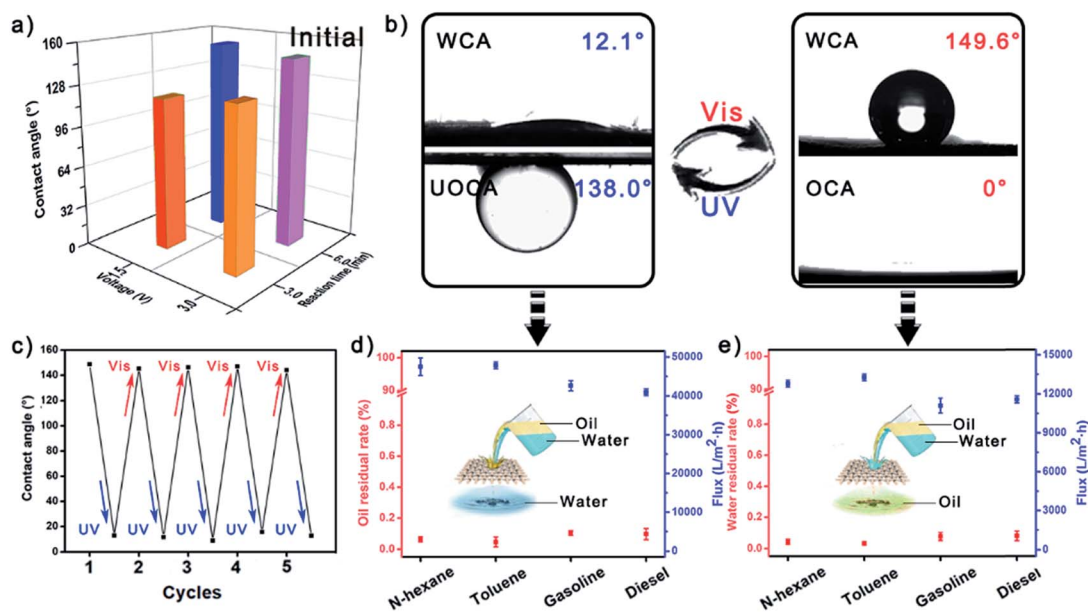 a)
Initial
Contact angle (°)
160
128
96
64
32
0
1.5
3.0
Voltage (V)
3.0
6.0
Reaction time (min)
b)
WCA 12.1°
UOCA 138.0°
Vis
UV
WCA 149.6°
OCA 0°
c)
Contact angle (°)
160
140
120
100
80
60
40
20
0
Vis Vis Vis Vis
UV UV UV UV UV
1 2 3 4 5
Cycles
d)
Oil residual rate (%)
100
90
0.8
0.6
0.4
0.2
0.0
Oil
Water
Water
50000
40000
30000
20000
10000
0
Flux (L/m²·h)
N-hexane Toluene Gasoline Diesel
e)
Water residual rate (%)
100
90
0.8
0.6
0.4
0.2
0.0
Oil
Water
Oil
15000
12000
9000
6000
3000
0
Flux (L/m²·h)
N-hexane Toluene Gasoline Diesel